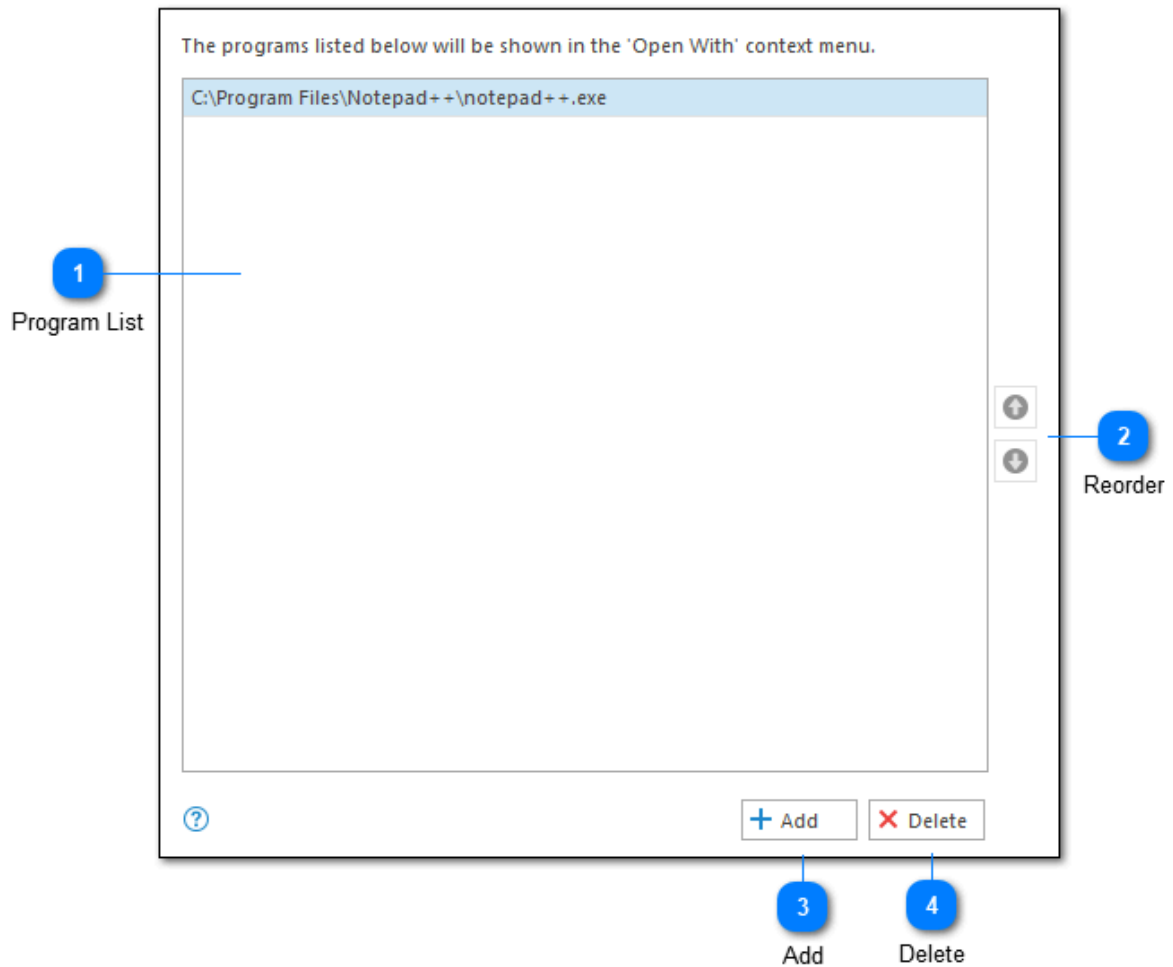 The programs listed below will be shown in the 'Open With' context menu.
C:\Program Files\Notepad++\notepad++.exe
1
Program List
2
Reorder
?
Add
Delete
3
Add
4
Delete